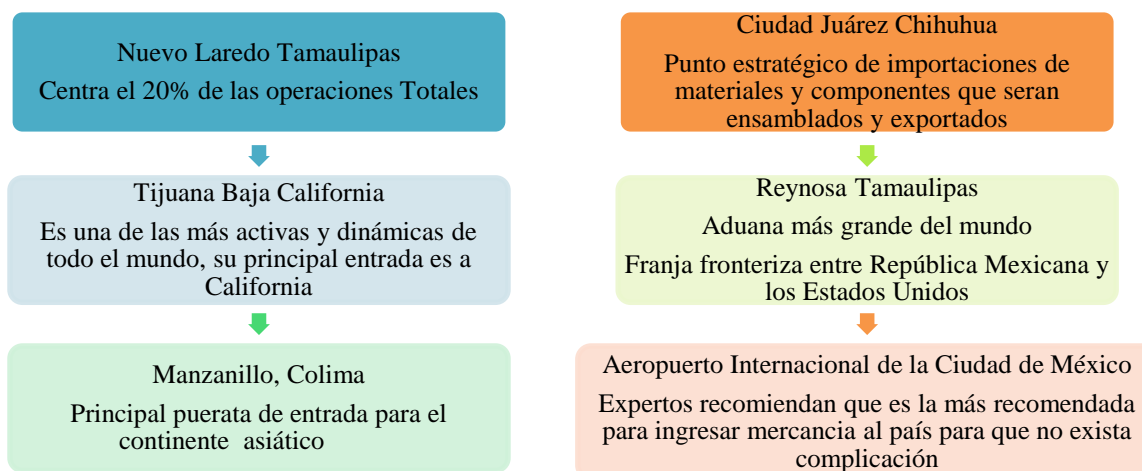 Nuevo Laredo Tamaulipas
Centra el 20% de las operaciones Totales
Tijuana Baja California
Es una de las más activas y dinámicas de
todo el mundo, su principal entrada es a
California
Manzanillo, Colima
Principal puerata de entrada para el
continente asiático
Ciudad Juárez Chihuhua
Punto estratégico de importaciones de
materiales y componentes que seran
ensamblados y exportados
Reynosa Tamaulipas
Aduana más grande del mundo
Franja fronteriza entre República Mexicana y
los Estados Unidos
Aeropuerto Internacional de la Ciudad de México
Expertos recomiendan que es la más recomendada
para ingresar mercancia al país para que no exista
complicación